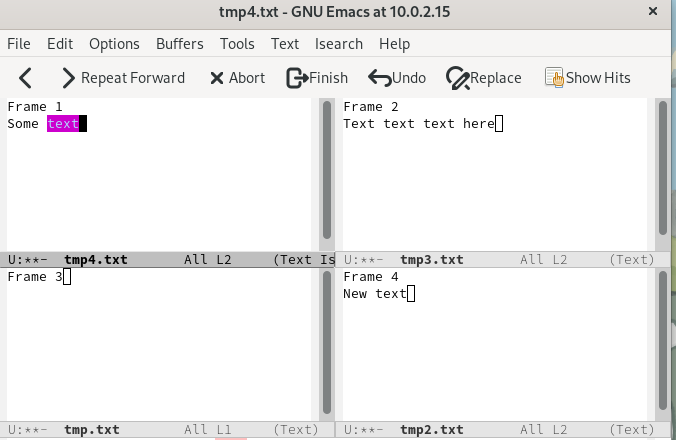 tmp4.txt - GNU Emacs at 10.0.2.15 ×
File Edit Options Buffers Tools Text Isearch Help
Repeat Forward Abort Finish Undo Replace Show Hits
Frame 1
Some text
U:**- tmp4.txt All L2 (Text Is
Frame 2
Text text text here
U:**- tmp3.txt All L2 (Text)
Frame 3
U:**- tmp.txt All L1 (Text)
Frame 4
New text
U:**- tmp2.txt All L2 (Text)